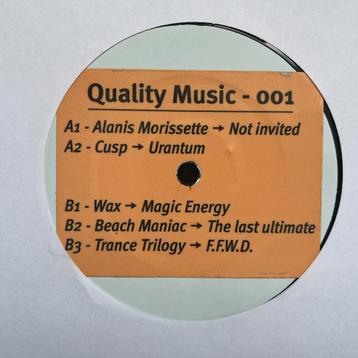 Quality Music - 001
A1 - Alanis Morissette → Not invited
A2 - Cusp → Urantum
B1 - Wax → Magic Energy
B2 - Beach Maniac → The last ultimate
B3 - Trance Trilogy → F.F.W.D.